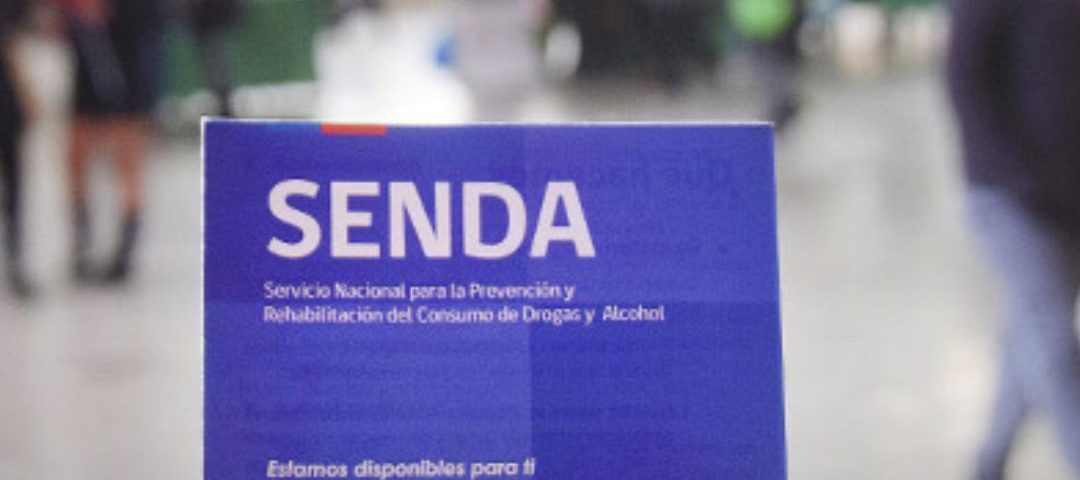 SENDA
Servicio Nacional para la Prevención y
Rehabilitación del Consumo de Drogas y Alcohol
Estamos disponibles para ti